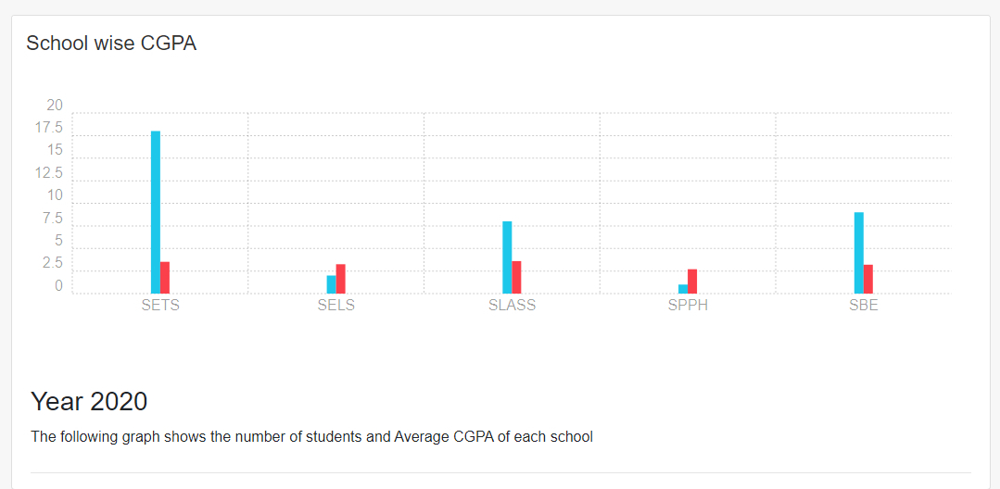 School wise CGPA
20
17.5
15
12.5
10
7.5
5
2.5
0
SETS SELS SLASS SPPH SBE
Year 2020
The following graph shows the number of students and Average CGPA of each school